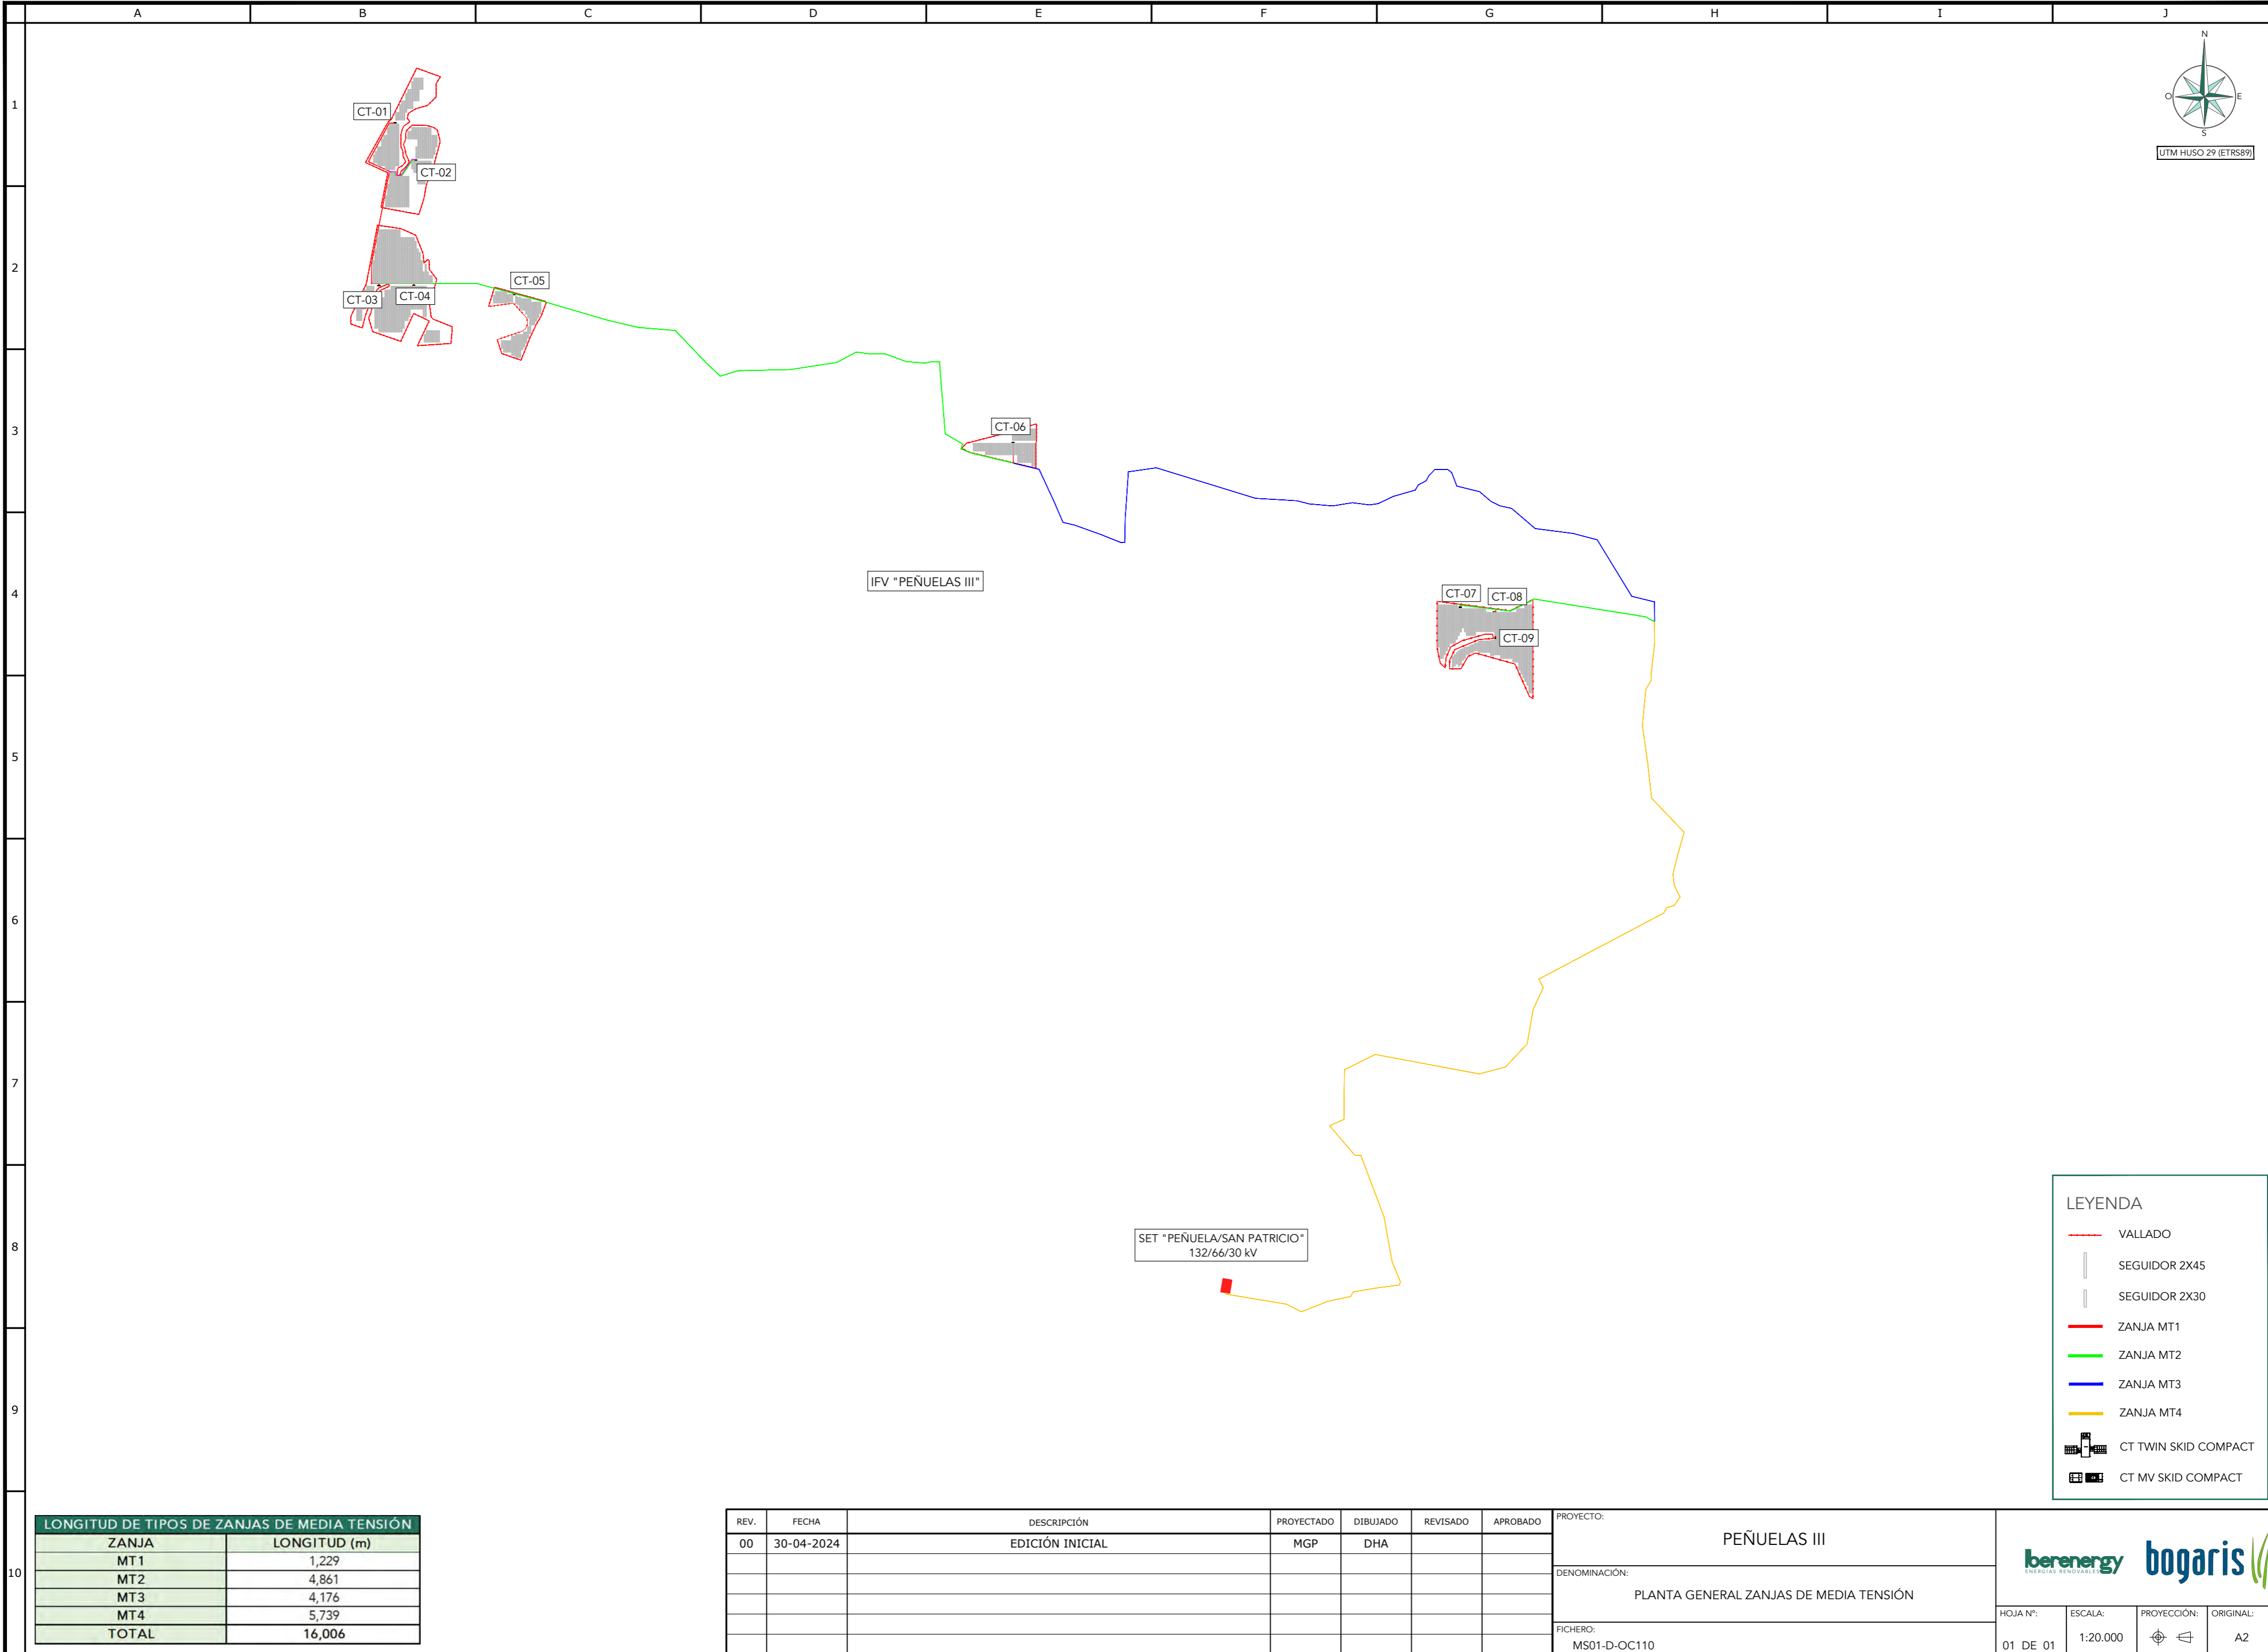 A B C D E F G H I J
N
O E
S
UTM HUSO 29 (ETRS89)
1
2
3
4
5
6
7
8
9
10
CT-01
CT-02
CT-03
CT-04
CT-05
CT-06
IFV "PEÑUELAS III"
CT-07
CT-08
CT-09
SET "PEÑUELA/SAN PATRICIO"
132/66/30 kV
LEYENDA
VALLADO
SEGUIDOR 2X45
SEGUIDOR 2X30
ZANJA MT1
ZANJA MT2
ZANJA MT3
ZANJA MT4
CT TWIN SKID COMPACT
CT MV SKID COMPACT
LONGITUD DE TIPOS DE ZANJAS DE MEDIA TENSIÓN
ZANJA LONGITUD (m)
MT1 1,229
MT2 4,861
MT3 4,176
MT4 5,739
TOTAL 16,006
REV. FECHA DESCRIPCIÓN PROYECTADO DIBUJADO REVISADO APROBADO
00 30-04-2024 EDICIÓN INICIAL MGP DHA
PROYECTO:
PEÑUELAS III
DENOMINACIÓN:
PLANTA GENERAL ZANJAS DE MEDIA TENSIÓN
FICHERO:
MS01-D-OC110
Iberenergy
ENERGÍAS RENOVABLES
bogaris
HOJA Nº: ESCALA: PROYECCIÓN: ORIGINAL:
01 DE 01 1:20.000 A2